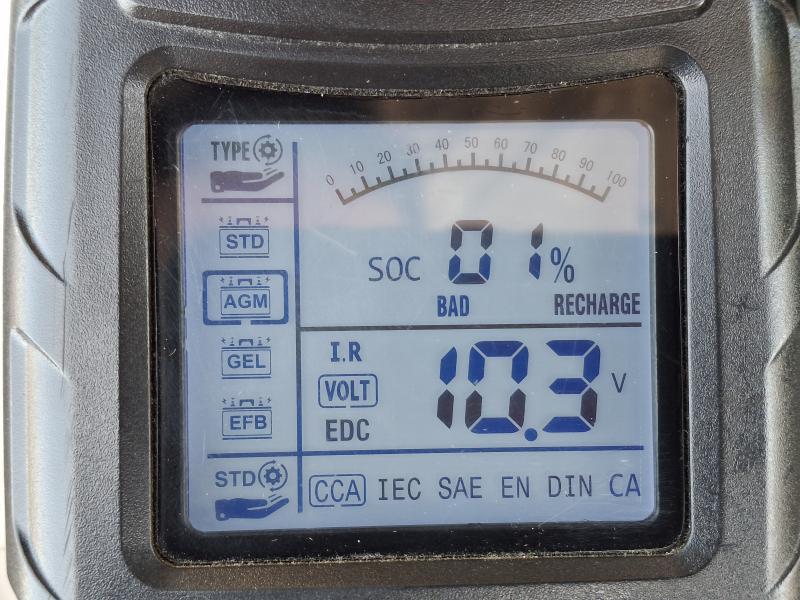 TYPE
0 10 20 30 40 50 60 70 80 90 100
STD
SOC 01%
AGM
BAD RECHARGE
GEL
I.R
VOLT 10.3 V
EFB
EDC
STD
CCA IEC SAE EN DIN CA